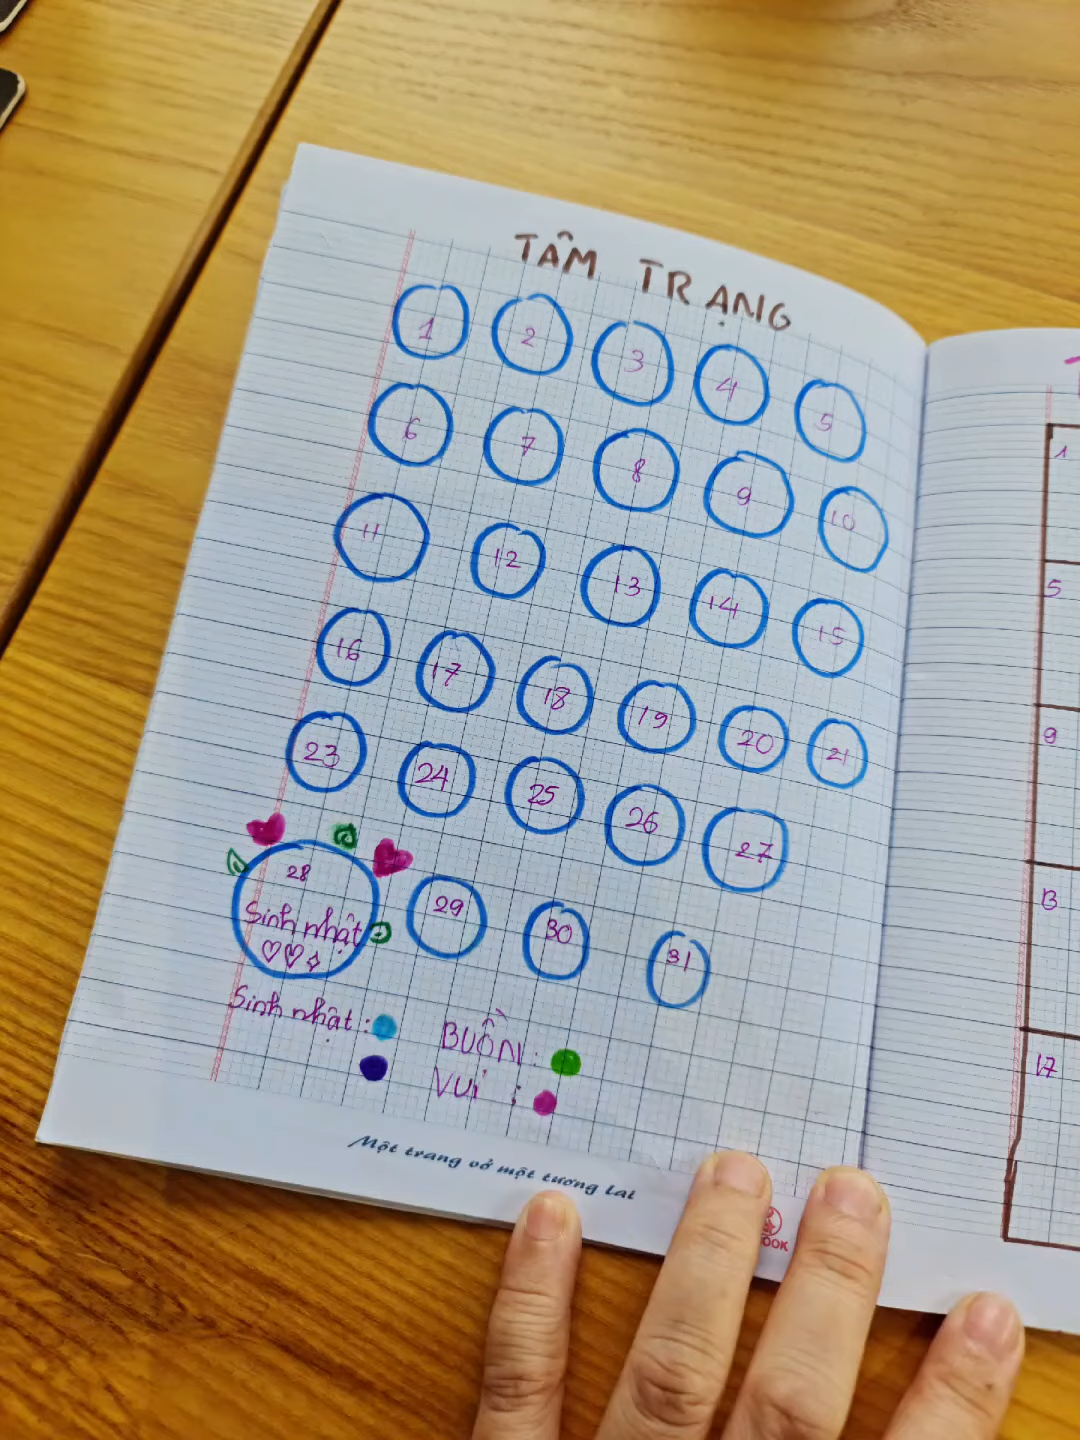 TÂM TRẠNG
1 2 3 4 5
6 7 8 9 10
11 12 13 14 15
16 17 18 19 20 21
23 24 25 26 27
28 29 30 31
Sinh nhật
Sinh nhật : BUỒN :
VUI :
Một trang vở một tương lai
OOK
1
5
9
13
17